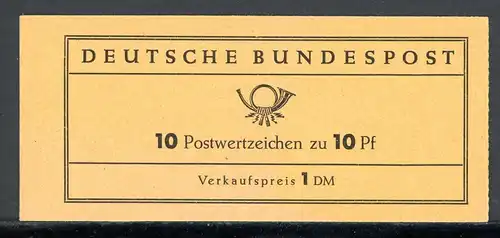 DEUTSCHE BUNDESPOST
10 Postwertzeichen zu 10 Pf
Verkaufspreis 1 DM